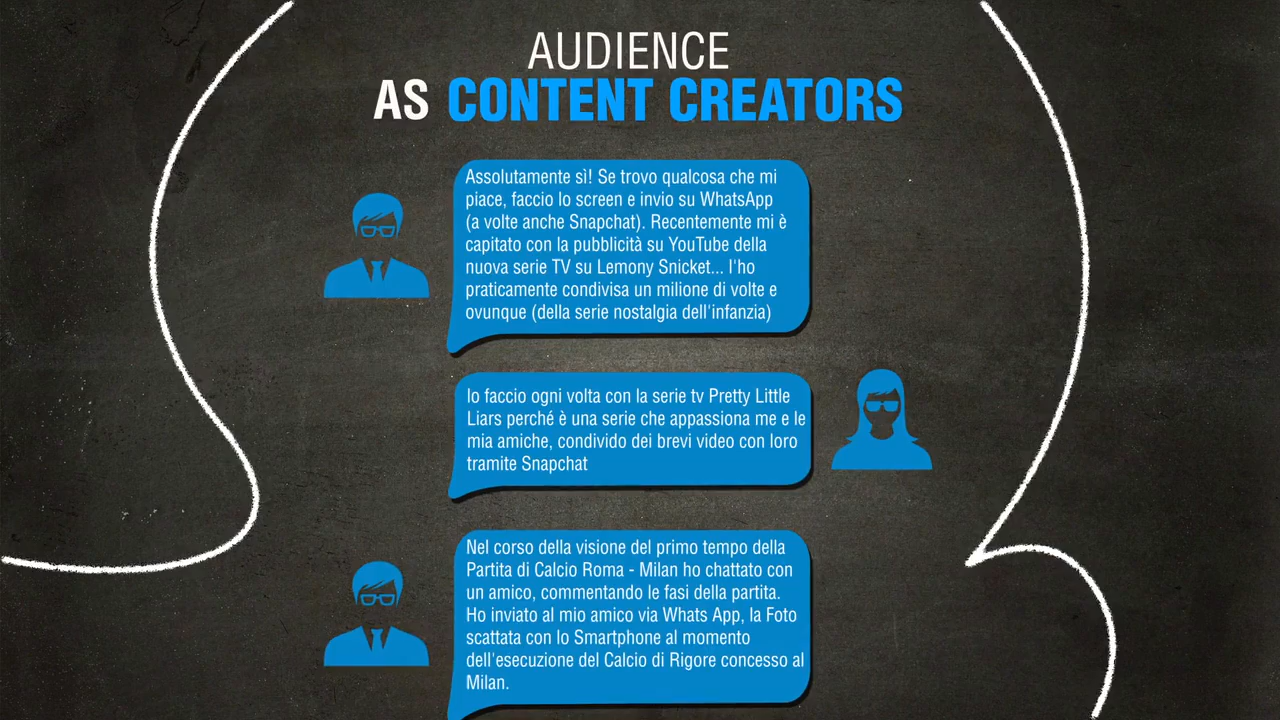 AUDIENCE
AS CONTENT CREATORS
Assolutamente sì! Se trovo qualcosa che mi
piace, faccio lo screen e invio su WhatsApp
(a volte anche Snapchat). Recentemente mi è
capitato con la pubblicità su YouTube della
nuova serie TV su Lemony Snicket... l'ho
praticamente condivisa un milione di volte e
ovunque (della serie nostalgia dell'infanzia)
Io faccio ogni volta con la serie tv Pretty Little
Liars perché è una serie che appassiona me e le
mia amiche, condivido dei brevi video con loro
tramite Snapchat
Nel corso della visione del primo tempo della
Partita di Calcio Roma - Milan ho chattato con
un amico, commentando le fasi della partita.
Ho inviato al mio amico via Whats App, la Foto
scattata con lo Smartphone al momento
dell'esecuzione del Calcio di Rigore concesso al
Milan.